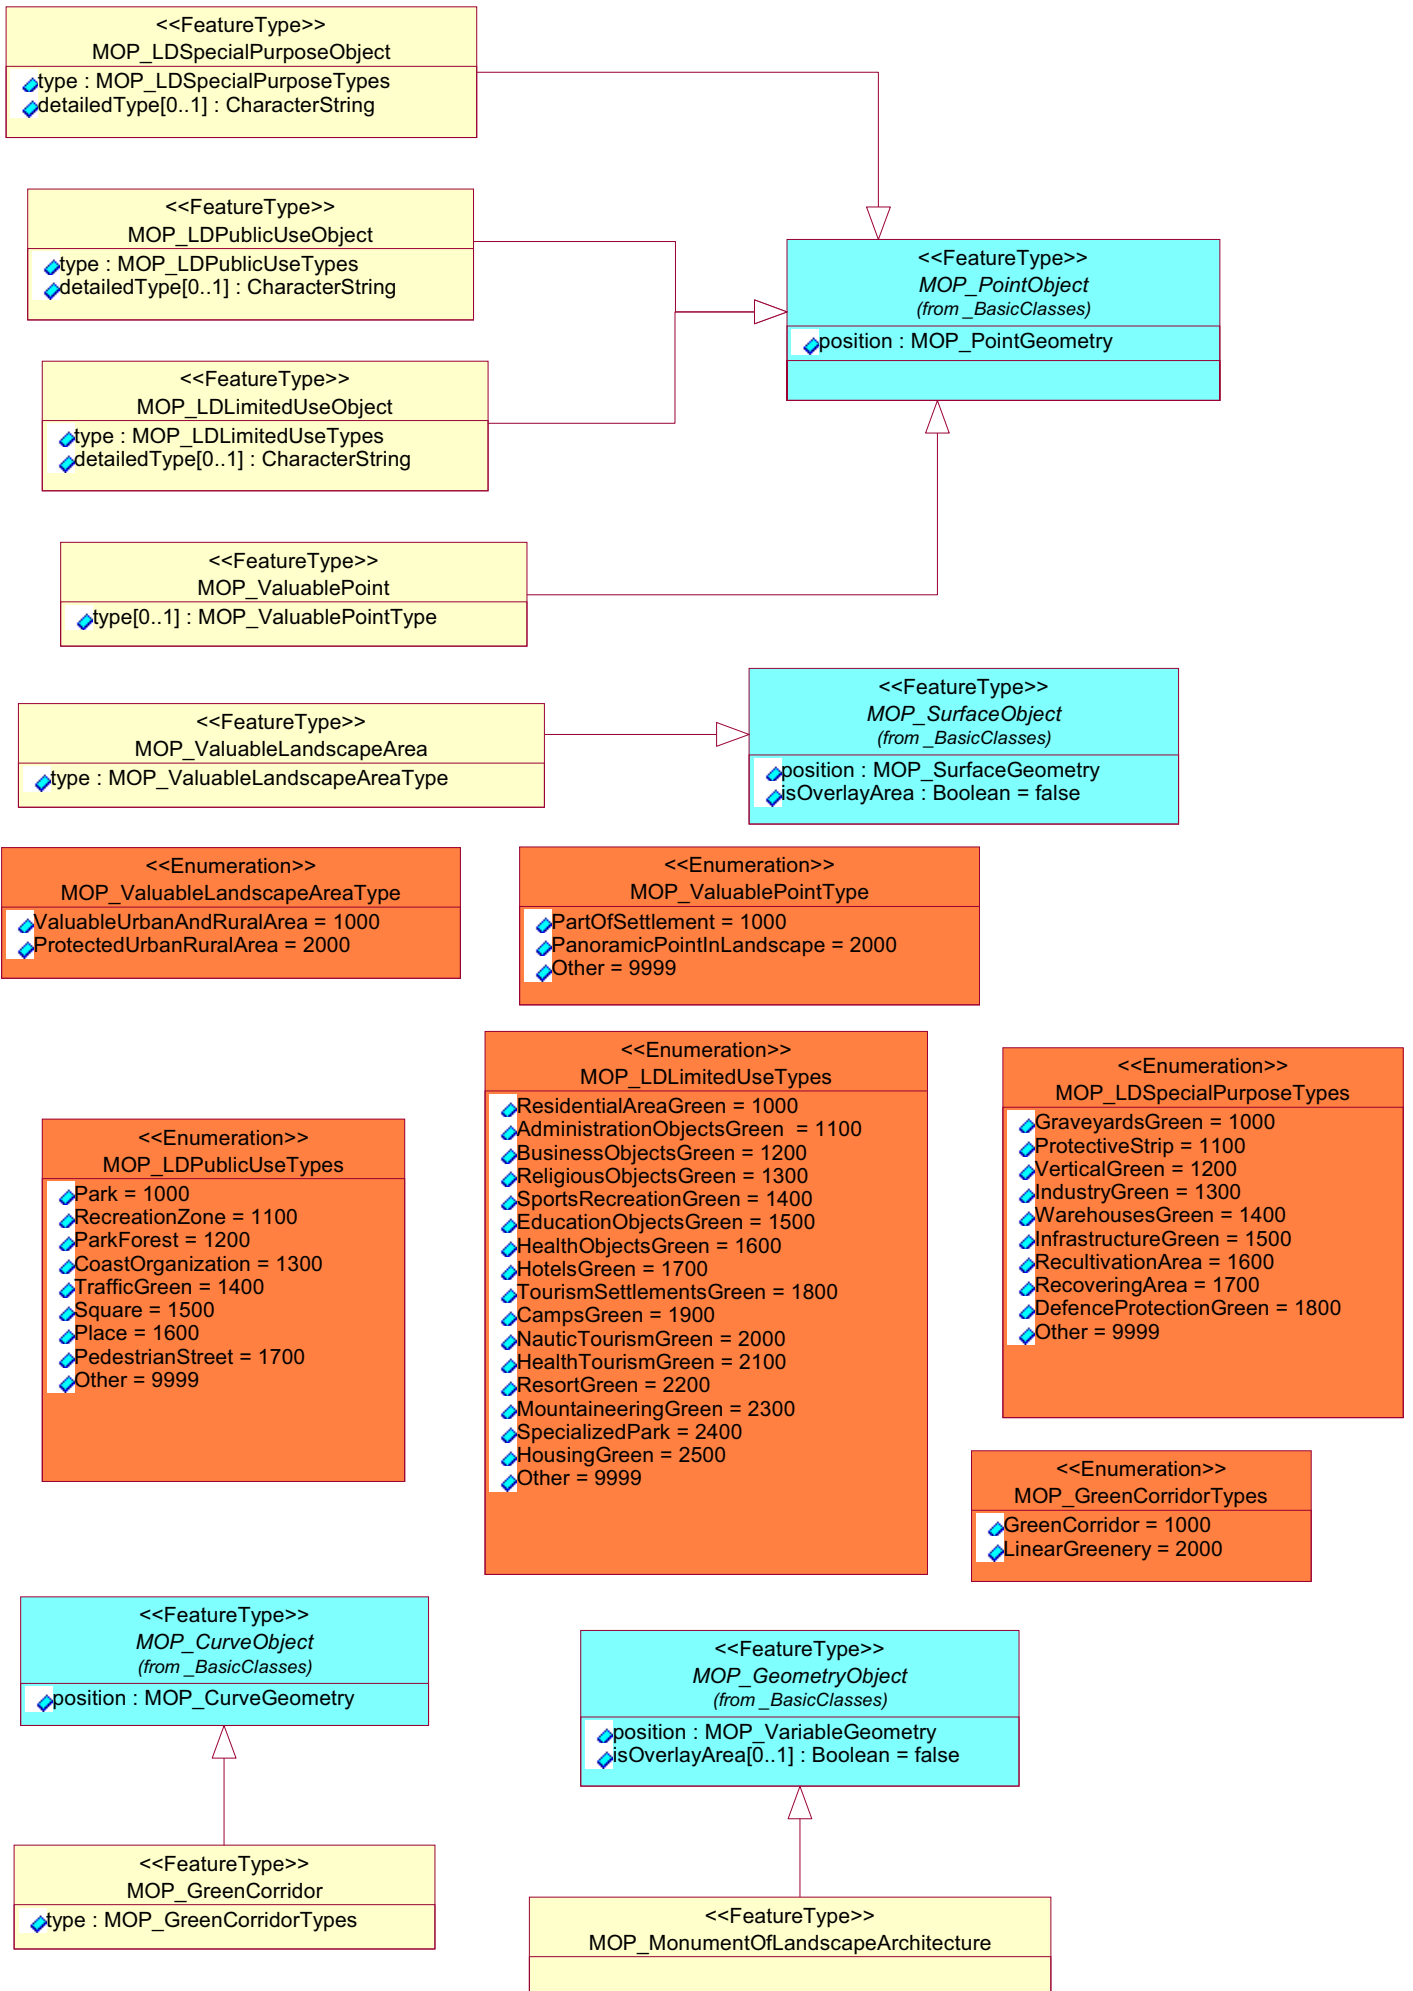 <<FeatureType>>
MOP_LDSpecialPurposeObject
type : MOP_LDSpecialPurposeTypes
detailedType[0..1] : CharacterString
<<FeatureType>>
MOP_LDPublicUseObject
type : MOP_LDPublicUseTypes
detailedType[0..1] : CharacterString
<<FeatureType>>
MOP_PointObject
(from _BasicClasses)
position : MOP_PointGeometry
<<FeatureType>>
MOP_LDLimitedUseObject
type : MOP_LDLimitedUseTypes
detailedType[0..1] : CharacterString
<<FeatureType>>
MOP_ValuablePoint
type[0..1] : MOP_ValuablePointType
<<FeatureType>>
MOP_ValuableLandscapeArea
type : MOP_ValuableLandscapeAreaType
<<FeatureType>>
MOP_SurfaceObject
(from _BasicClasses)
position : MOP_SurfaceGeometry
isOverlayArea : Boolean = false
<<Enumeration>>
MOP_ValuableLandscapeAreaType
ValuableUrbanAndRuralArea = 1000
ProtectedUrbanRuralArea = 2000
<<Enumeration>>
MOP_ValuablePointType
PartOfSettlement = 1000
PanoramicPointInLandscape = 2000
Other = 9999
<<Enumeration>>
MOP_LDPublicUseTypes
Park = 1000
RecreationZone = 1100
ParkForest = 1200
CoastOrganization = 1300
TrafficGreen = 1400
Square = 1500
Place = 1600
PedestrianStreet = 1700
Other = 9999
<<Enumeration>>
MOP_LDLimitedUseTypes
ResidentialAreaGreen = 1000
AdministrationObjectsGreen  = 1100
BusinessObjectsGreen = 1200
ReligiousObjectsGreen = 1300
SportsRecreationGreen = 1400
EducationObjectsGreen = 1500
HealthObjectsGreen = 1600
HotelsGreen = 1700
TourismSettlementsGreen = 1800
CampsGreen = 1900
NauticTourismGreen = 2000
HealthTourismGreen = 2100
ResortGreen = 2200
MountaineeringGreen = 2300
SpecializedPark = 2400
HousingGreen = 2500
Other = 9999
<<Enumeration>>
MOP_LDSpecialPurposeTypes
GraveyardsGreen = 1000
ProtectiveStrip = 1100
VerticalGreen = 1200
IndustryGreen = 1300
WarehousesGreen = 1400
InfrastructureGreen = 1500
RecultivationArea = 1600
RecoveringArea = 1700
DefenceProtectionGreen = 1800
Other = 9999
<<Enumeration>>
MOP_GreenCorridorTypes
GreenCorridor = 1000
LinearGreenery = 2000
<<FeatureType>>
MOP_CurveObject
(from _BasicClasses)
position : MOP_CurveGeometry
<<FeatureType>>
MOP_GeometryObject
(from _BasicClasses)
position : MOP_VariableGeometry
isOverlayArea[0..1] : Boolean = false
<<FeatureType>>
MOP_GreenCorridor
type : MOP_GreenCorridorTypes
<<FeatureType>>
MOP_MonumentOfLandscapeArchitecture